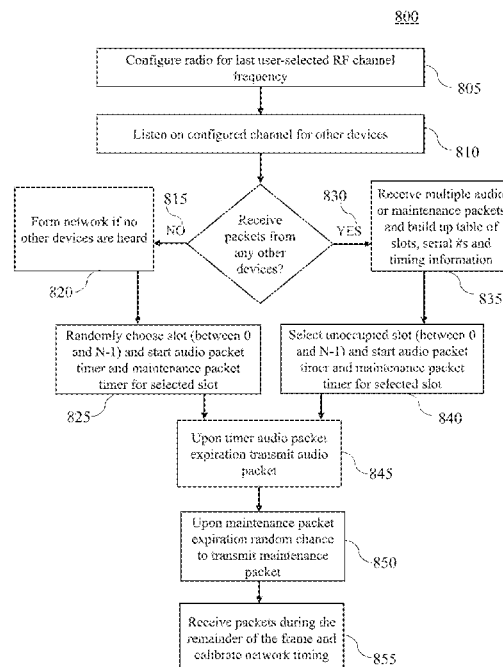 800
Configure radio for last user-selected RF channel
frequency
805
Listen on configured channel for other devices
810
815
830
Form network if no
other devices are heard
NO
Receive
packets from
any other
devices?
YES
Receive multiple audio
or maintenance packets
and build up table of
slots, serial #s and
timing information
820
835
Randomly choose slot (between 0
and N-1) and start audio packet
timer and maintenance packet
timer for selected slot
Select unoccupied slot (between 0
and N-1) and start audio packet
timer and maintenance packet
timer for selected slot
825
840
Upon timer audio packet
expiration transmit audio
packet
845
Upon maintenance packet
expiration random chance
to transmit maintenance
packet
850
Receive packets during the
remainder of the frame and
calibrate network timing
855